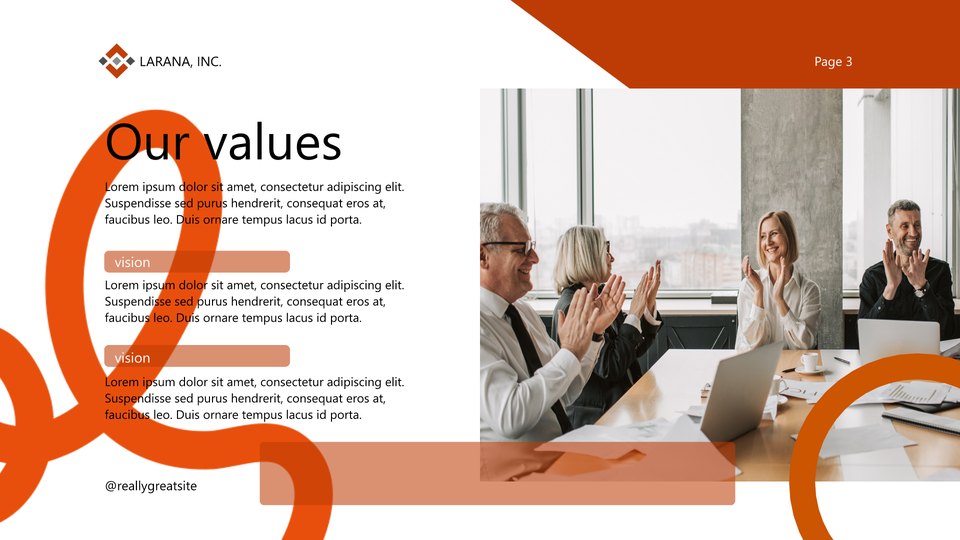 LARANA, INC.
Page 3
Our values
Lorem ipsum dolor sit amet, consectetur adipiscing elit.
Suspendisse sed purus hendrerit, consequat eros at,
faucibus leo. Duis ornare tempus lacus id porta.
vision
Lorem ipsum dolor sit amet, consectetur adipiscing elit.
Suspendisse sed purus hendrerit, consequat eros at,
faucibus leo. Duis ornare tempus lacus id porta.
vision
Lorem ipsum dolor sit amet, consectetur adipiscing elit.
Suspendisse sed purus hendrerit, consequat eros at,
faucibus leo. Duis ornare tempus lacus id porta.
@reallygreatsite